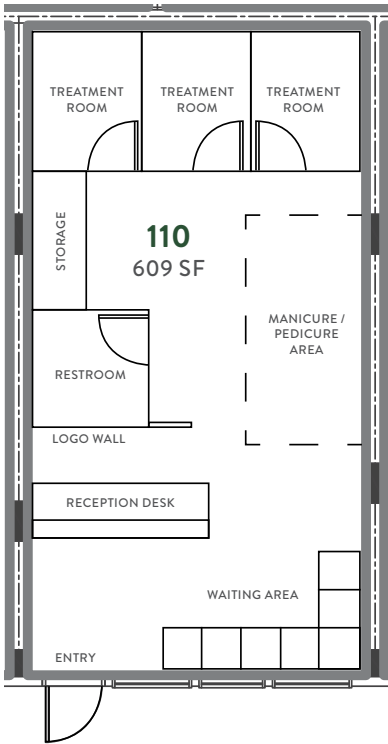 TREATMENT
ROOM
TREATMENT
ROOM
TREATMENT
ROOM
STORAGE
110
609 SF
MANICURE /
PEDICURE
AREA
RESTROOM
LOGO WALL
RECEPTION DESK
WAITING AREA
ENTRY